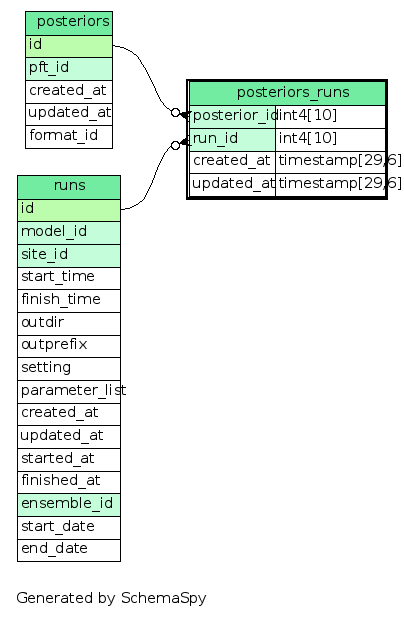 posteriors
id
pft_id
created_at
updated_at
format_id
posteriors_runs
posterior_id int4[10]
run_id int4[10]
created_at timestamp[29,6]
updated_at timestamp[29,6]
runs
id
model_id
site_id
start_time
finish_time
outdir
outprefix
setting
parameter_list
created_at
updated_at
started_at
finished_at
ensemble_id
start_date
end_date
Generated by SchemaSpy